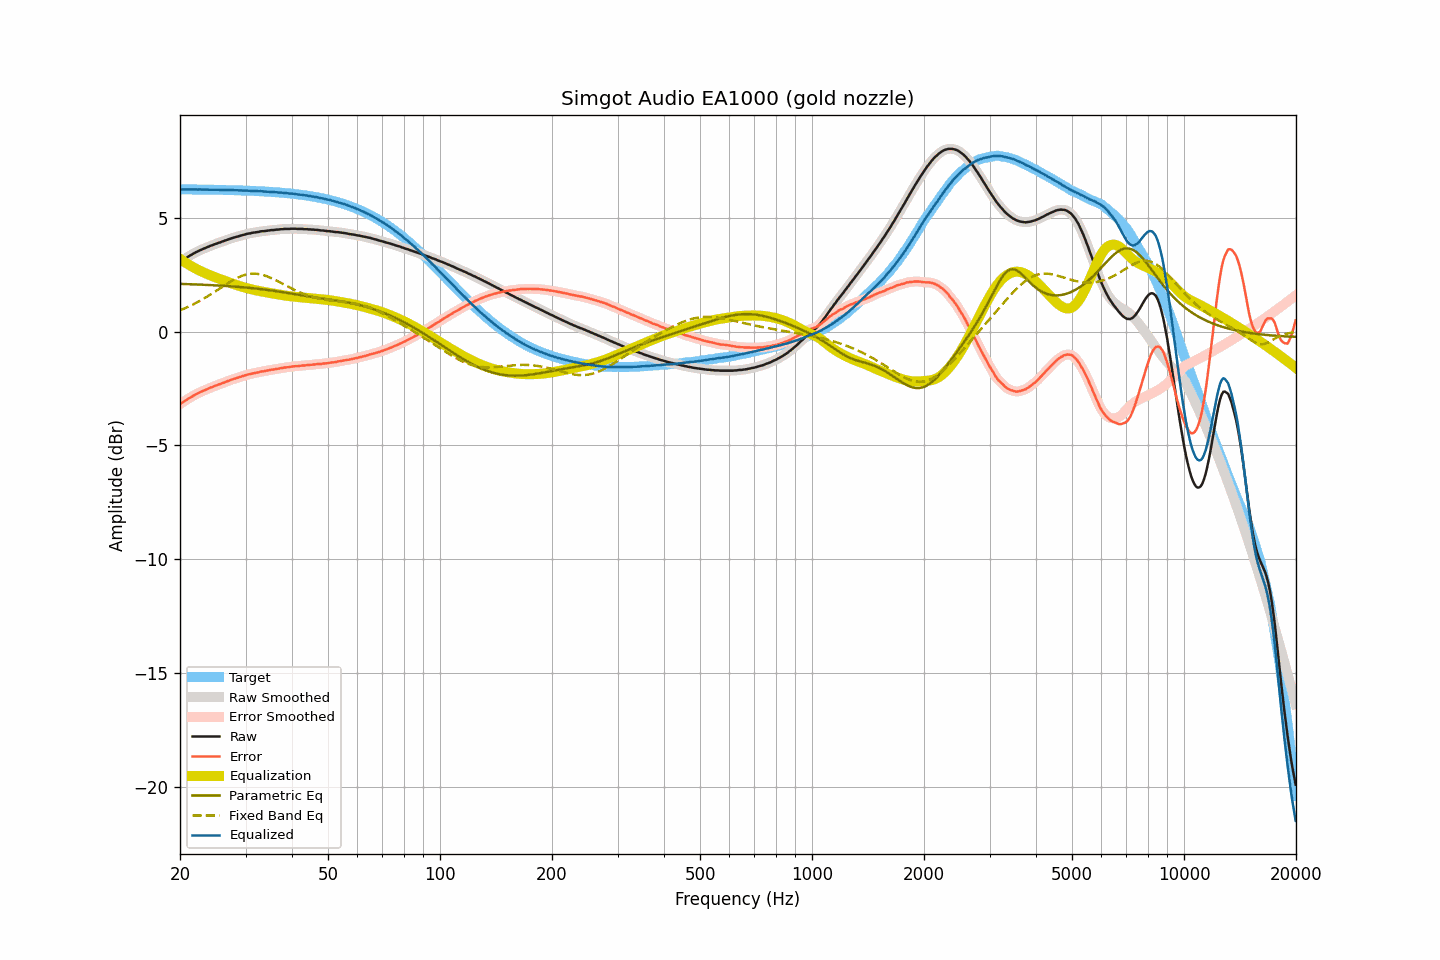 Simgot Audio EA1000 (gold nozzle)
Amplitude (dBr)
5
0
−5
−10
−15
−20
Target
Raw Smoothed
Error Smoothed
Raw
Error
Equalization
Parametric Eq
Fixed Band Eq
Equalized
20 50 100 200 500 1000 2000 5000 10000 20000
Frequency (Hz)